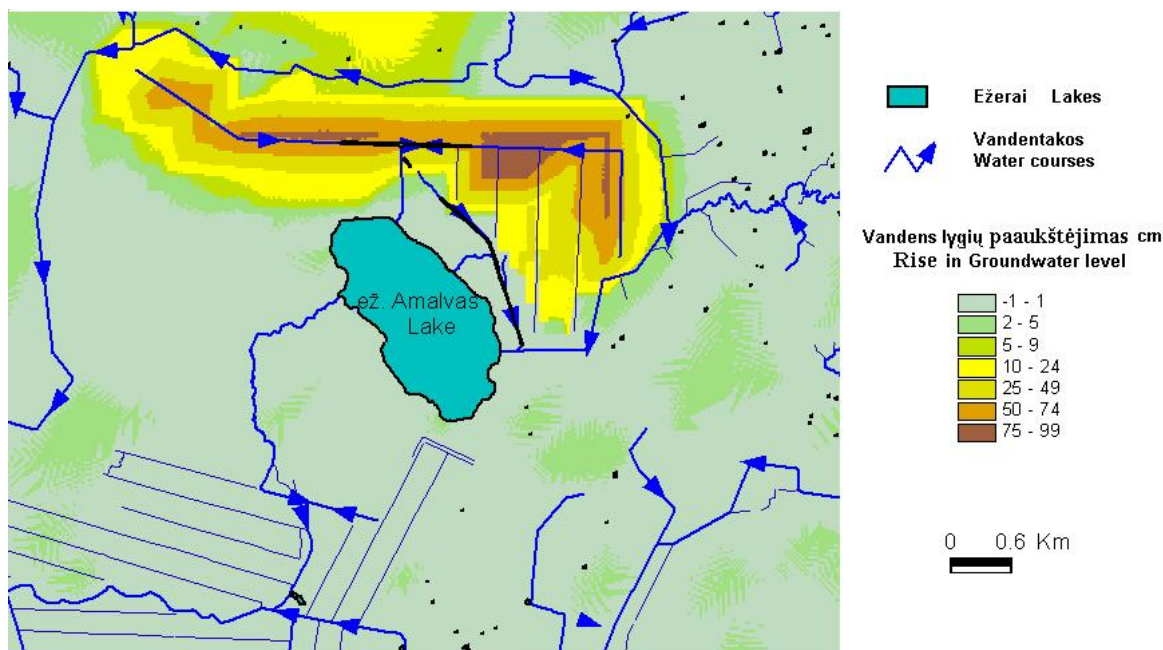 ež. Amalvas
Lake
Ežerai Lakes
Vandentakos
Water courses
Vandens lygių paaukštėjimas cm
Rise in Groundwater level
-1 - 1
2 - 5
5 - 9
10 - 24
25 - 49
50 - 74
75 - 99
0 0.6 Km